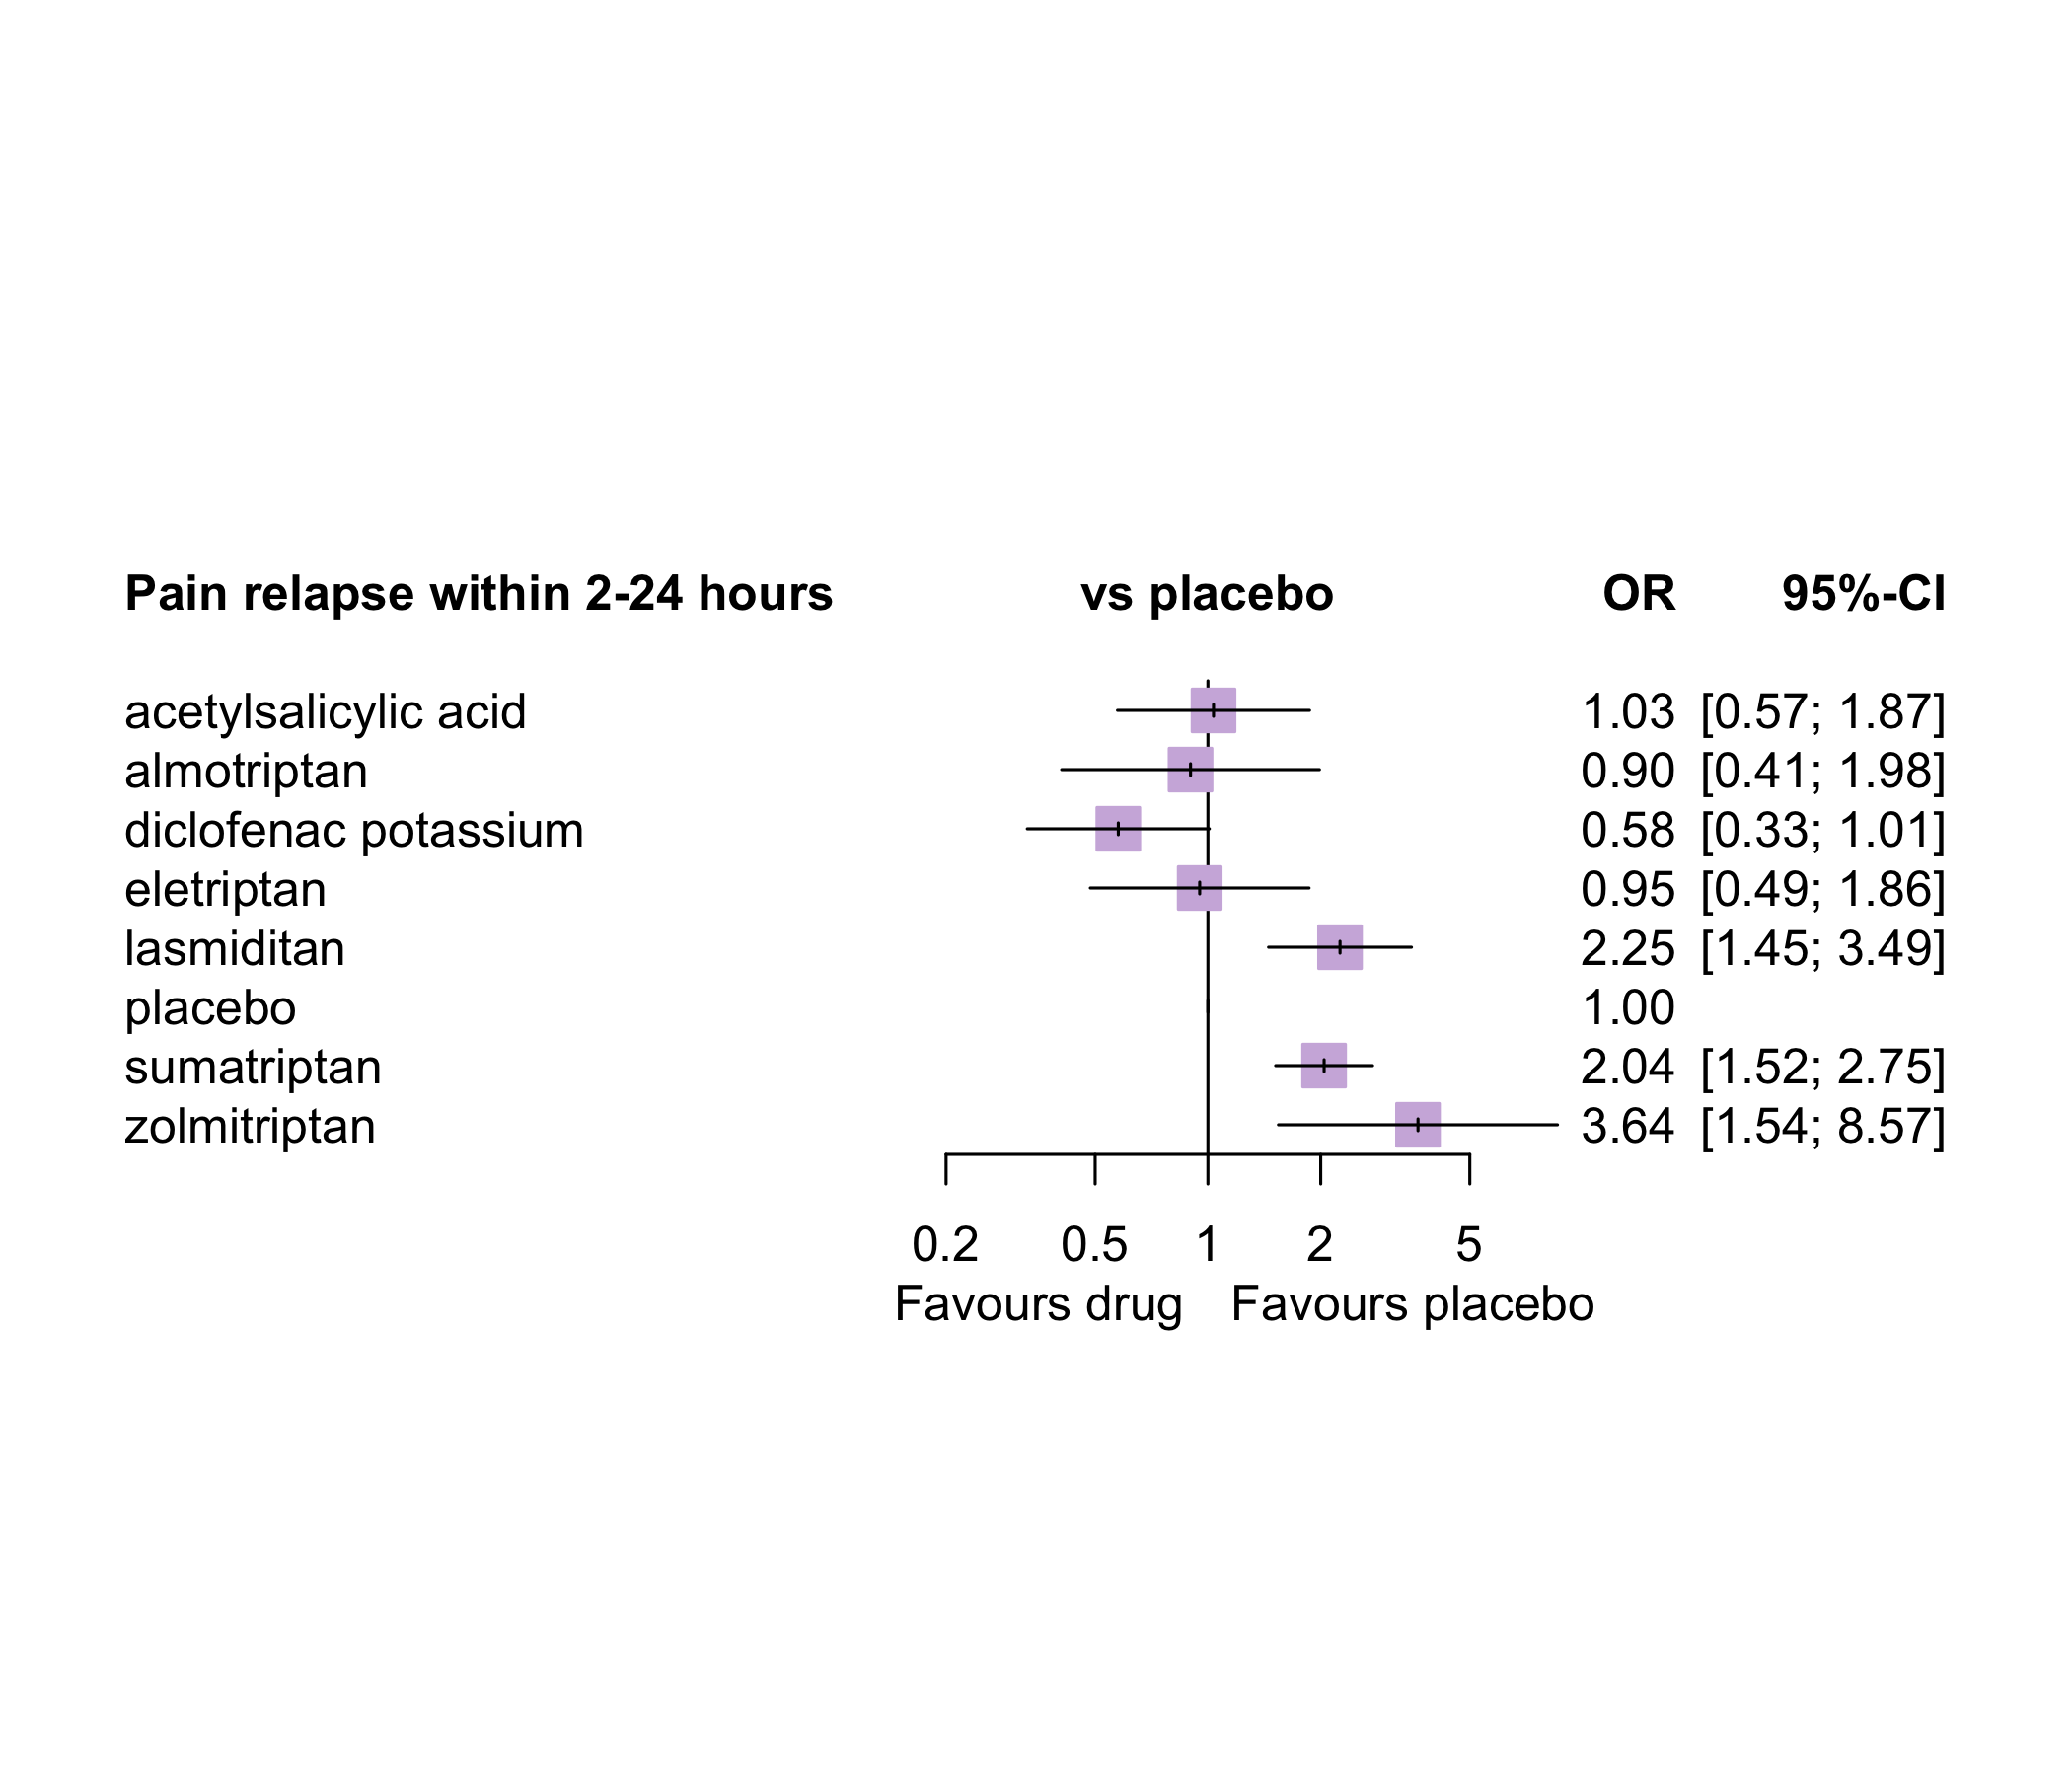 Pain relapse within 2-24 hours vs placebo OR 95%-CI
acetylsalicylic acid 1.03 [0.57; 1.87]
almotriptan 0.90 [0.41; 1.98]
diclofenac potassium 0.58 [0.33; 1.01]
eletriptan 0.95 [0.49; 1.86]
lasmiditan 2.25 [1.45; 3.49]
placebo 1.00
sumatriptan 2.04 [1.52; 2.75]
zolmitriptan 3.64 [1.54; 8.57]
0.2 0.5 1 2 5
Favours drug Favours placebo